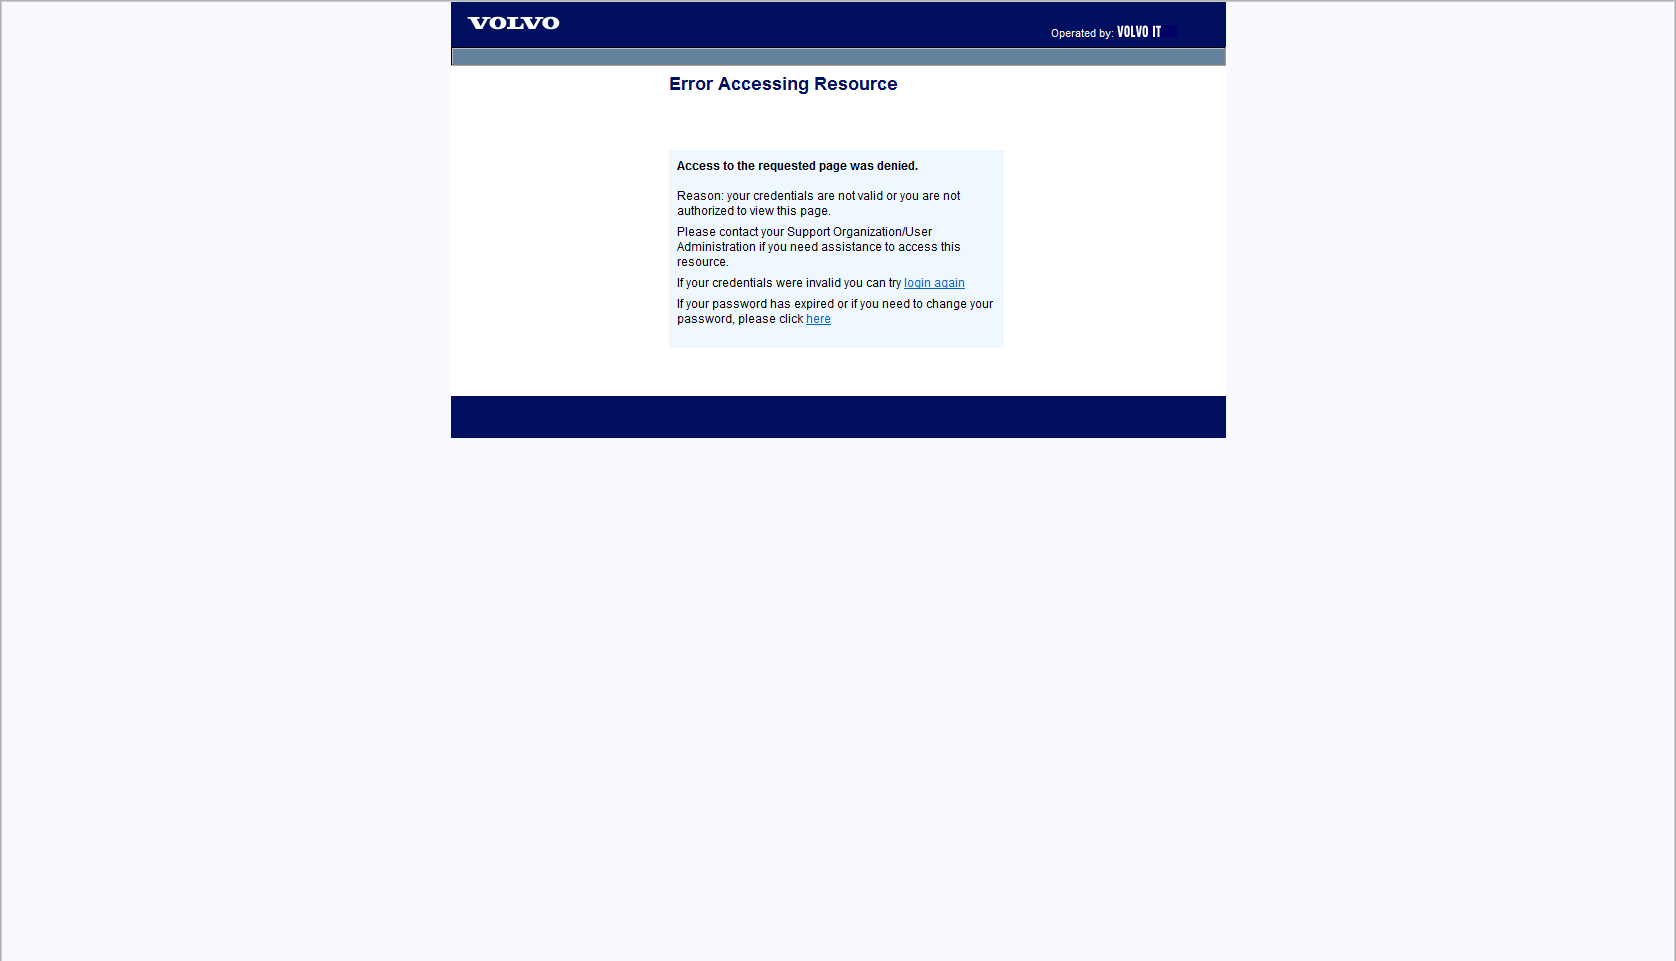 VOLVO
Operated by: VOLVO IT
Error Accessing Resource
Access to the requested page was denied.
Reason: your credentials are not valid or you are not
authorized to view this page.
Please contact your Support Organization/User
Administration if you need assistance to access this
resource.
If your credentials were invalid you can try login again
If your password has expired or if you need to change your
password, please click here